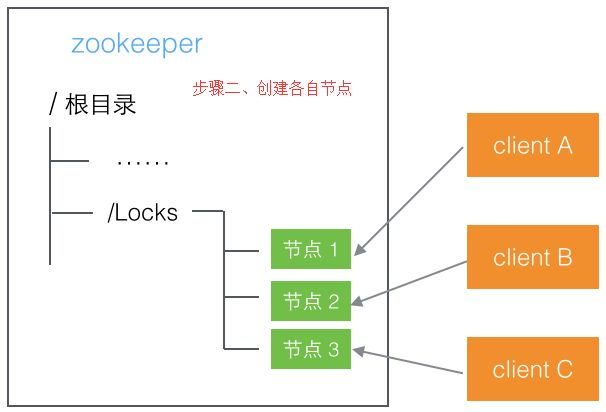 zookeeper
步骤二、创建各自节点
/ 根目录
······
/Locks
节点 1
节点 2
节点 3
client A
client B
client C